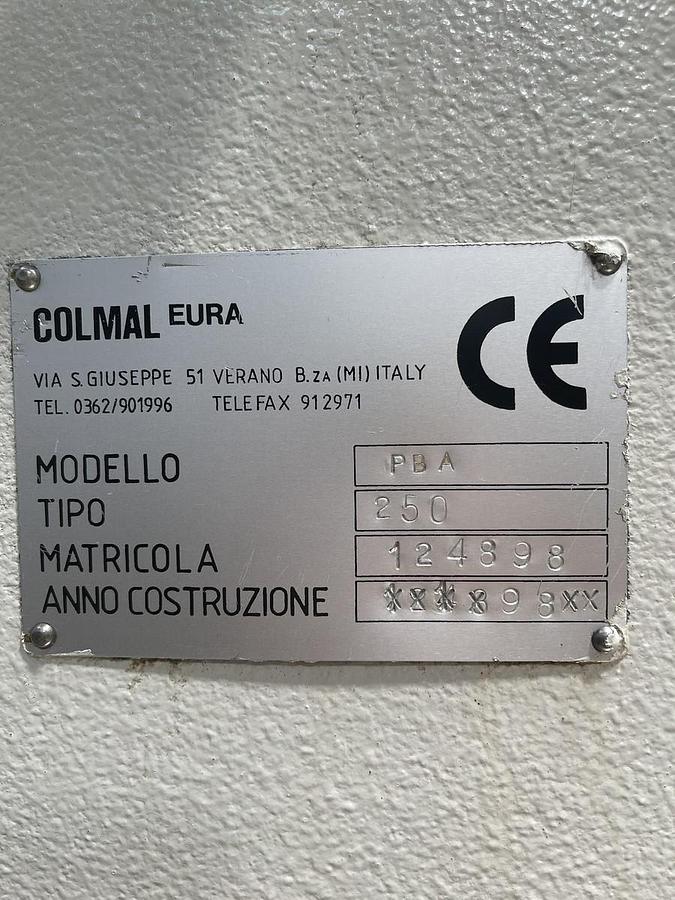 COLMAL EURA
CE
VIA S. GIUSEPPE 51 VERANO B.ZA (MI) ITALY
TEL. 0362/901996 TELEFAX 912971
MODELLO PBA
TIPO 250
MATRICOLA 124898
ANNO COSTRUZIONE 98XX